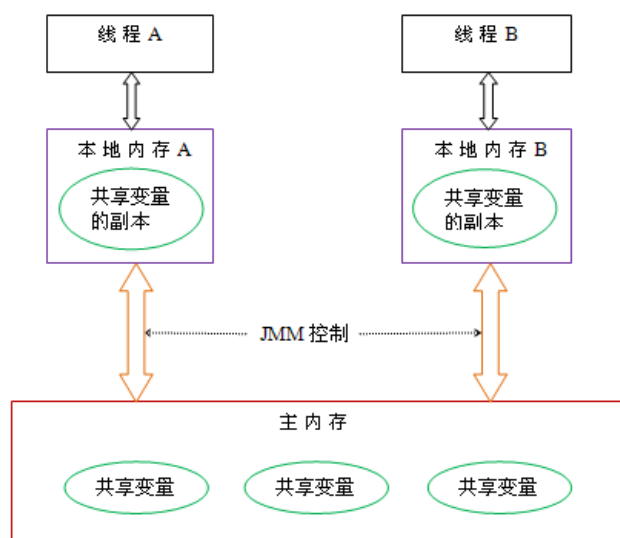 线程 A
线程 B
本地内存 A
本地内存 B
共享变量
的副本
共享变量
的副本
JMM 控制
主内存
共享变量
共享变量
共享变量